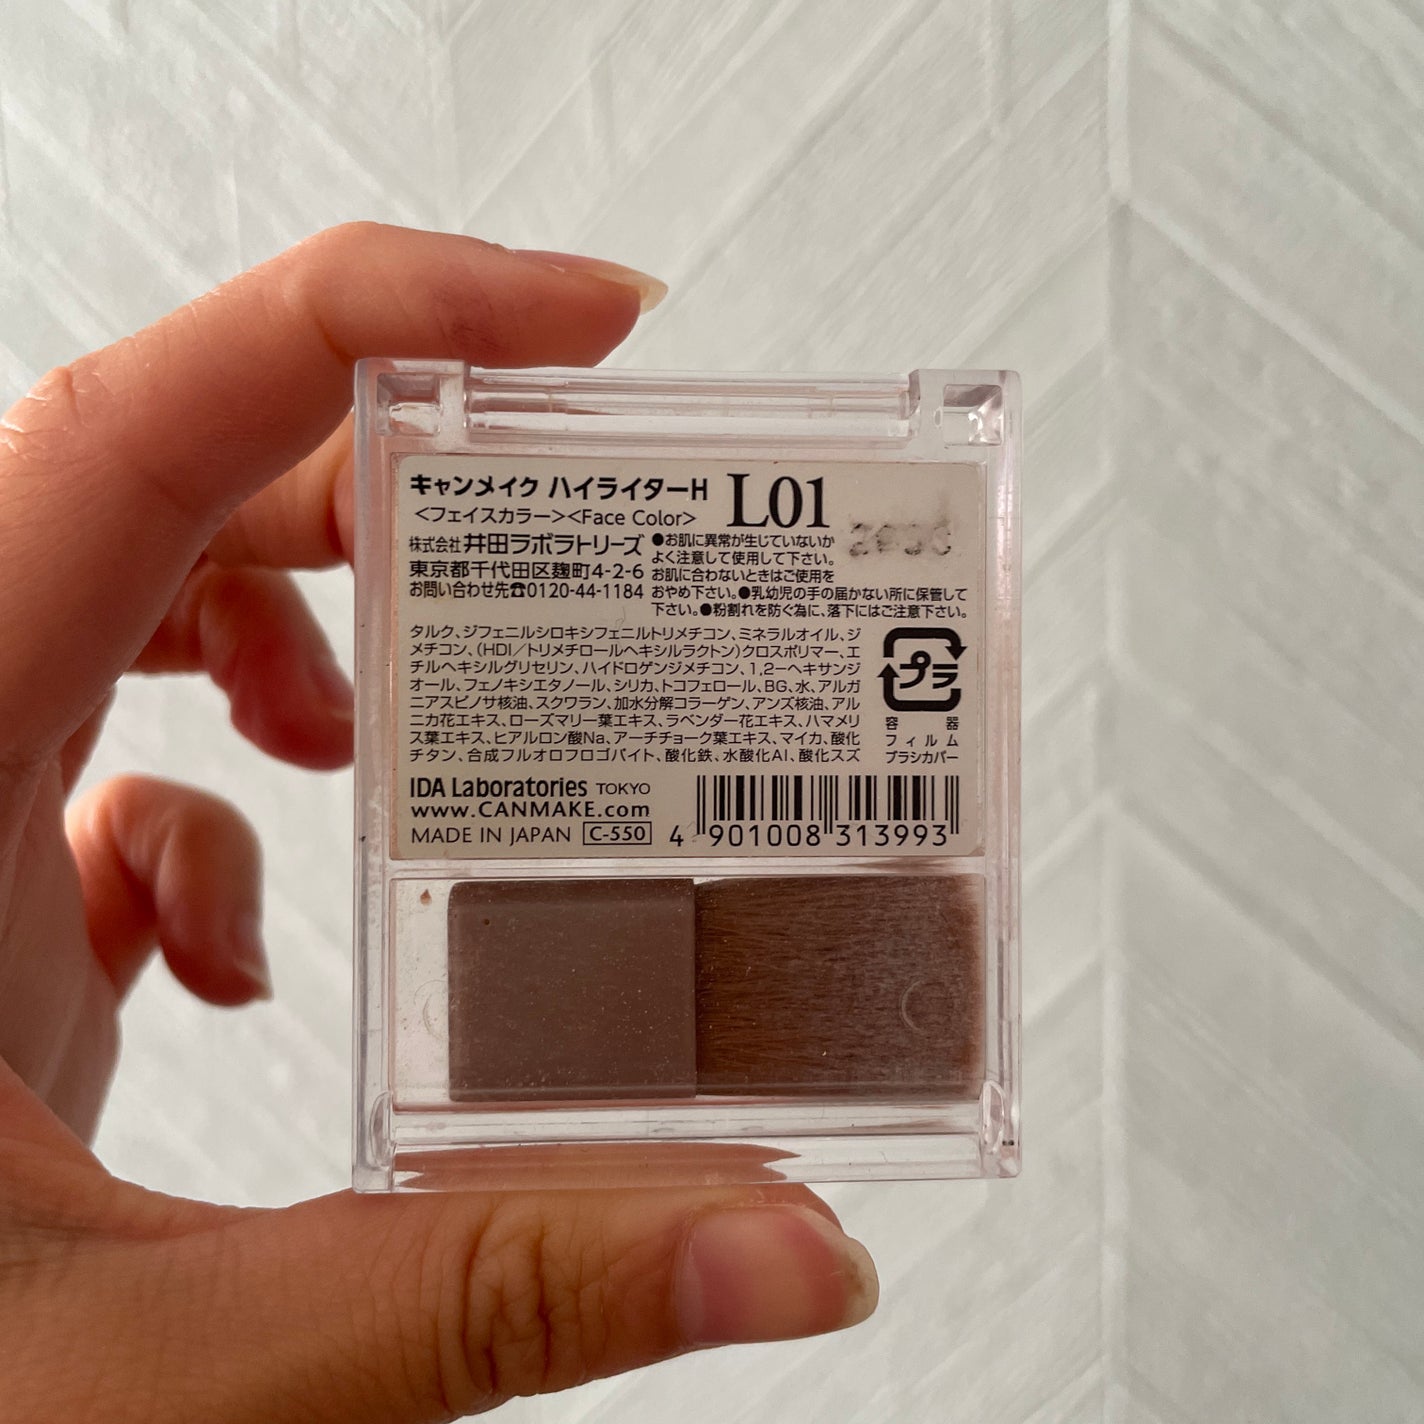 キャンメイク ハイライターH L01
<フェイスカラー><Face Color>
株式会社 井田ラボラトリーズ
東京都千代田区麹町4-2-6
お問い合わせ先☎0120-44-1184
●お肌に異常が生じていないか
よく注意して使用して下さい。
お肌に合わないときはご使用を
おやめ下さい。●乳幼児の手の届かない所に保管して
下さい。●粉割れを防ぐ為に、落下にはご注意下さい。
タルク、ジフェニルシロキシフェニルトリメチコン、ミネラルオイル、ジ
メチコン、(HDI/トリメチロールヘキシルラクトン)クロスポリマー、エ
チルヘキシルグリセリン、ハイドロゲンジメチコン、1,2-ヘキサンジ
オール、フェノキシエタノール、シリカ、トコフェロール、BG、水、アルガ
ニアスピノサ核油、スクワラン、加水分解コラーゲン、アンズ核油、アル
ニカ花エキス、ローズマリー葉エキス、ラベンダー花エキス、ハマメリ
ス葉エキス、ヒアルロン酸Na、アーチチョーク葉エキス、マイカ、酸化
チタン、合成フルオロフロゴパイト、酸化鉄、水酸化Al、酸化スズ
プラ
容器
フィルム
ブラシカバー
IDA Laboratories TOKYO
www.CANMAKE.com
MADE IN JAPAN C-550
4 901008 313993